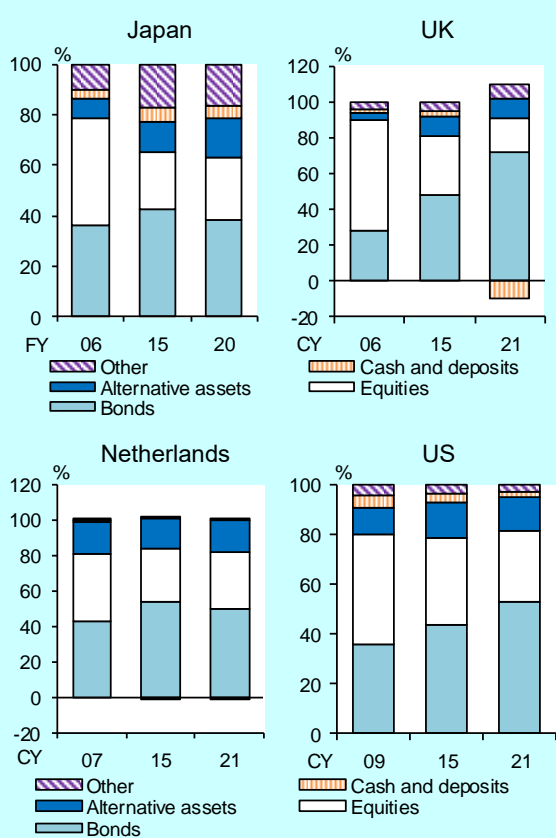 Japan
%
100
80
60
40
20
0
FY 06 15 20
UK
%
120
100
80
60
40
20
0
-20
CY 06 15 21
Other
Alternative assets
Bonds
Cash and deposits
Equities
Netherlands
%
120
100
80
60
40
20
0
-20
CY 07 15 21
US
%
100
80
60
40
20
0
CY 09 15 21
Other
Alternative assets
Bonds
Cash and deposits
Equities